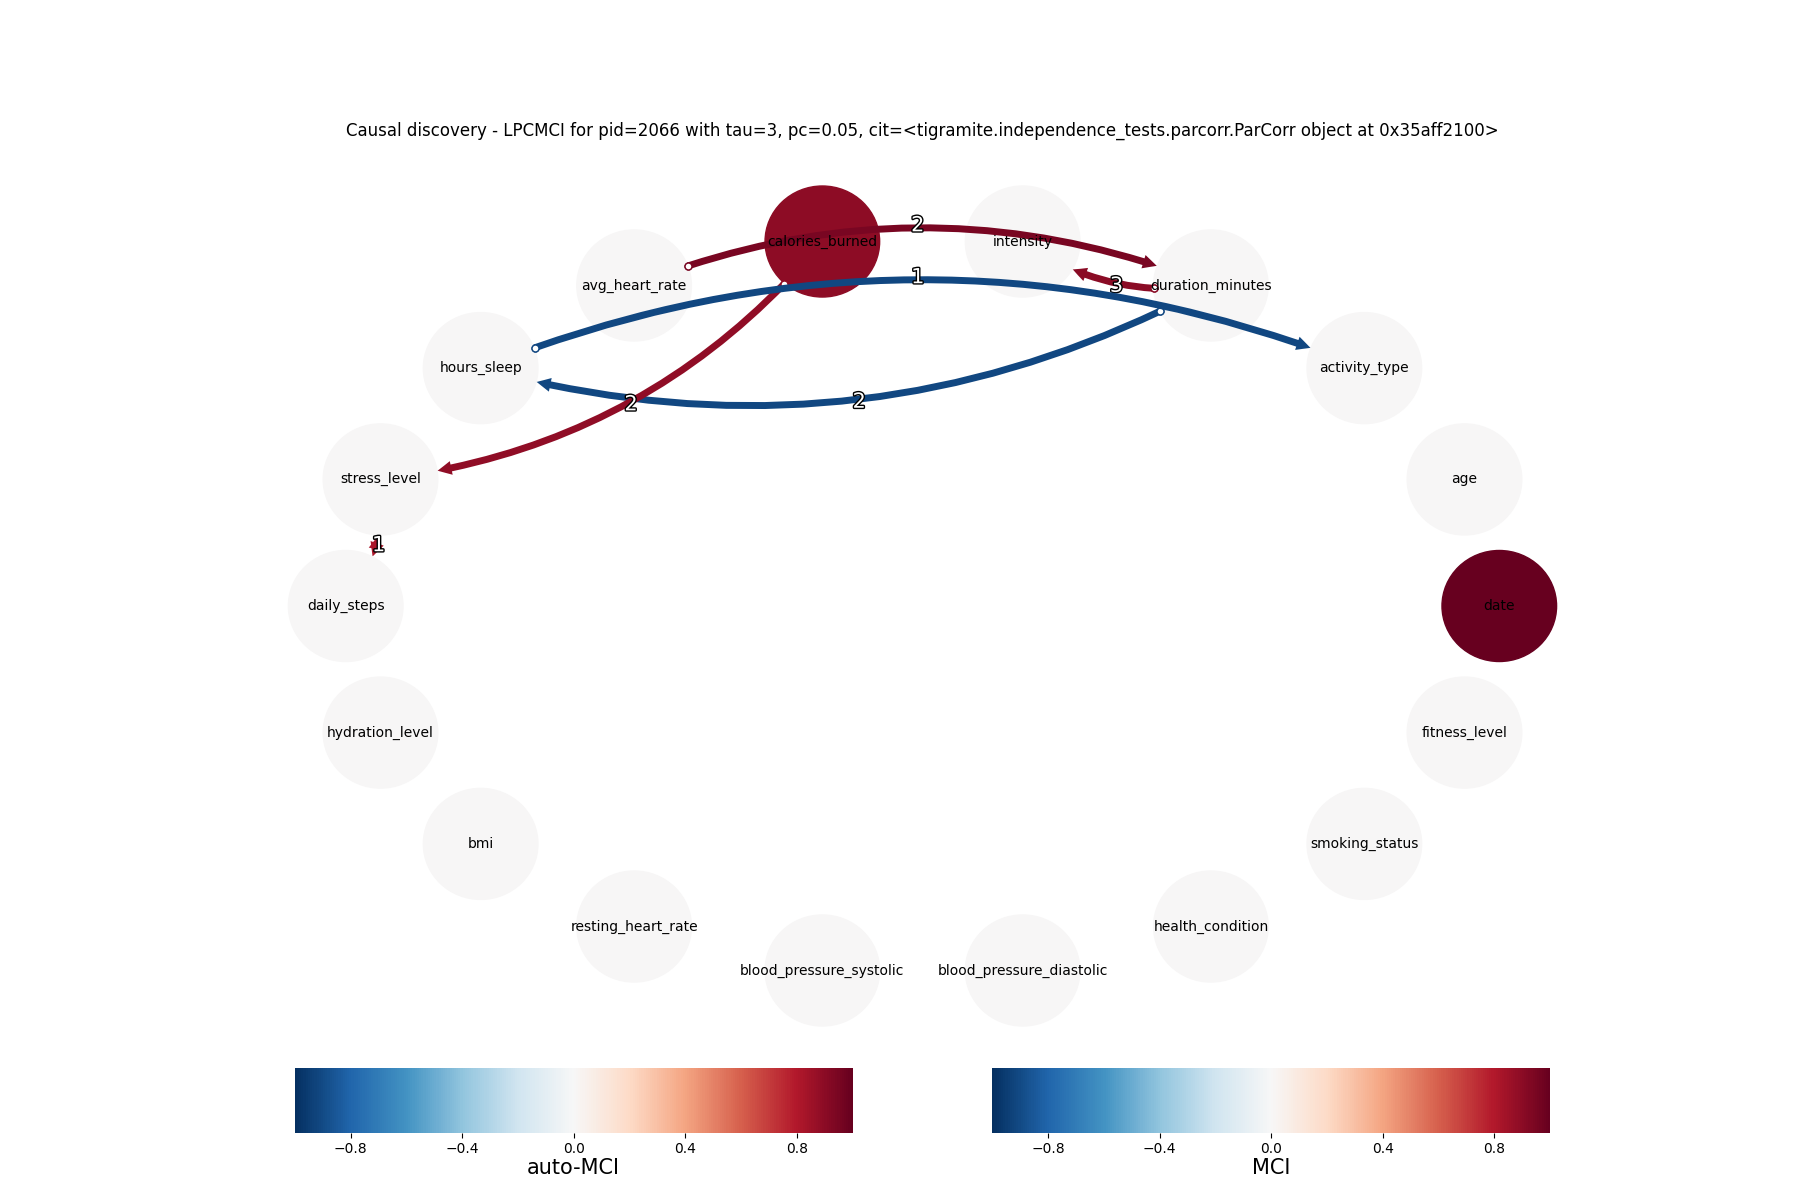 Causal discovery - LPCMCI for pid=2066 with tau=3, pc=0.05, cit=<tigramite.independence_tests.parcorr.ParCorr object at 0x35aff2100>
2
calories_burned
intensity
1
avg_heart_rate
3
duration_minutes
hours_sleep
activity_type
2
2
stress_level
age
1
daily_steps
date
hydration_level
fitness_level
bmi
smoking_status
resting_heart_rate
health_condition
blood_pressure_systolic
blood_pressure_diastolic
−0.8 −0.4 0.0 0.4 0.8
auto-MCI
−0.8 −0.4 0.0 0.4 0.8
MCI